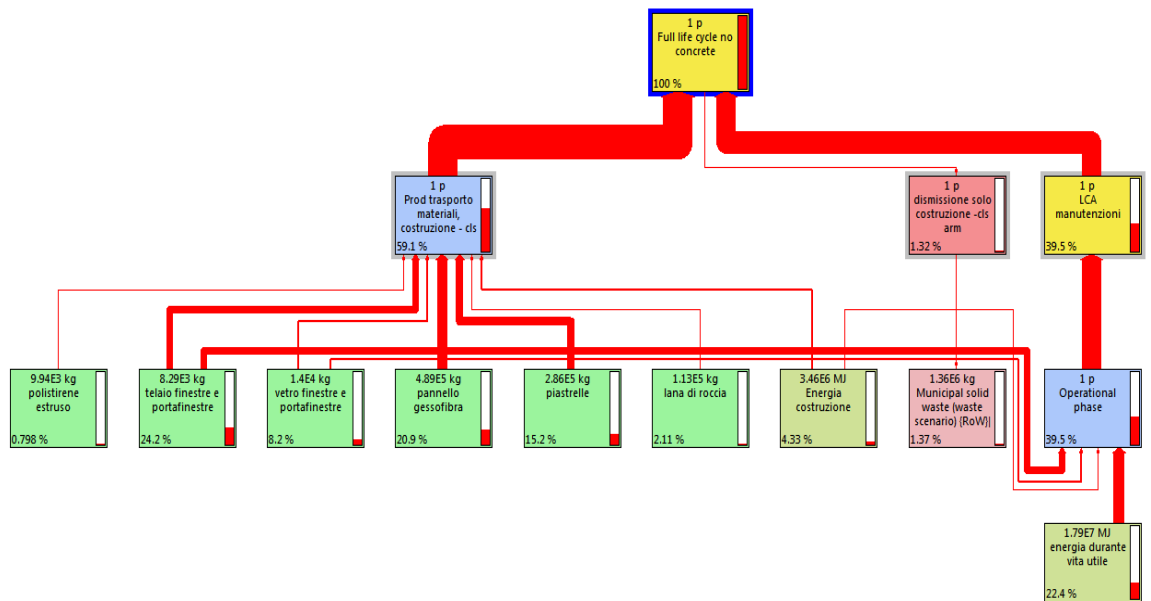 1 p
Full life cycle no
concrete
100 %
1 p
Prod trasporto
materiali,
costruzione - cls
59.1 %
1 p
dismissione solo
costruzione -cls
arm
1.32 %
1 p
LCA
manutenzioni
39.5 %
9.94E3 kg
polistirene
estruso
0.798 %
8.29E3 kg
telaio finestre e
portafinestre
24.2 %
1.4E4 kg
vetro finestre e
portafinestre
8.2 %
4.89E5 kg
pannello
gessofibra
20.9 %
2.86E5 kg
piastrelle
15.2 %
1.13E5 kg
lana di roccia
2.11 %
3.46E6 MJ
Energia
costruzione
4.33 %
1.36E6 kg
Municipal solid
waste (waste
scenario) {RoW}|
1.37 %
1 p
Operational
phase
39.5 %
1.79E7 MJ
energia durante
vita utile
22.4 %